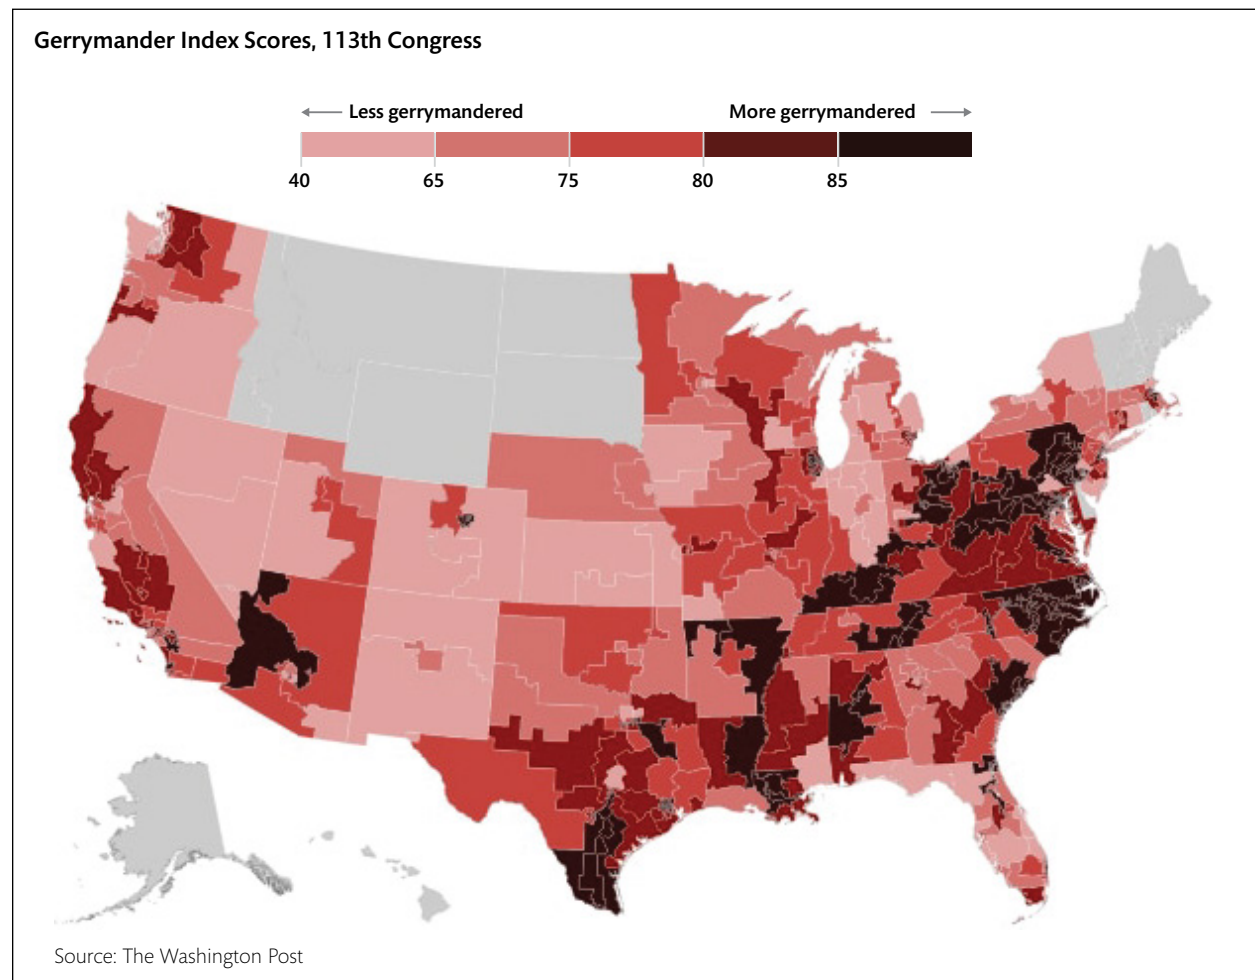 Gerrymander Index Scores, 113th Congress
Less gerrymandered More gerrymandered
40 65 75 80 85
Source: The Washington Post